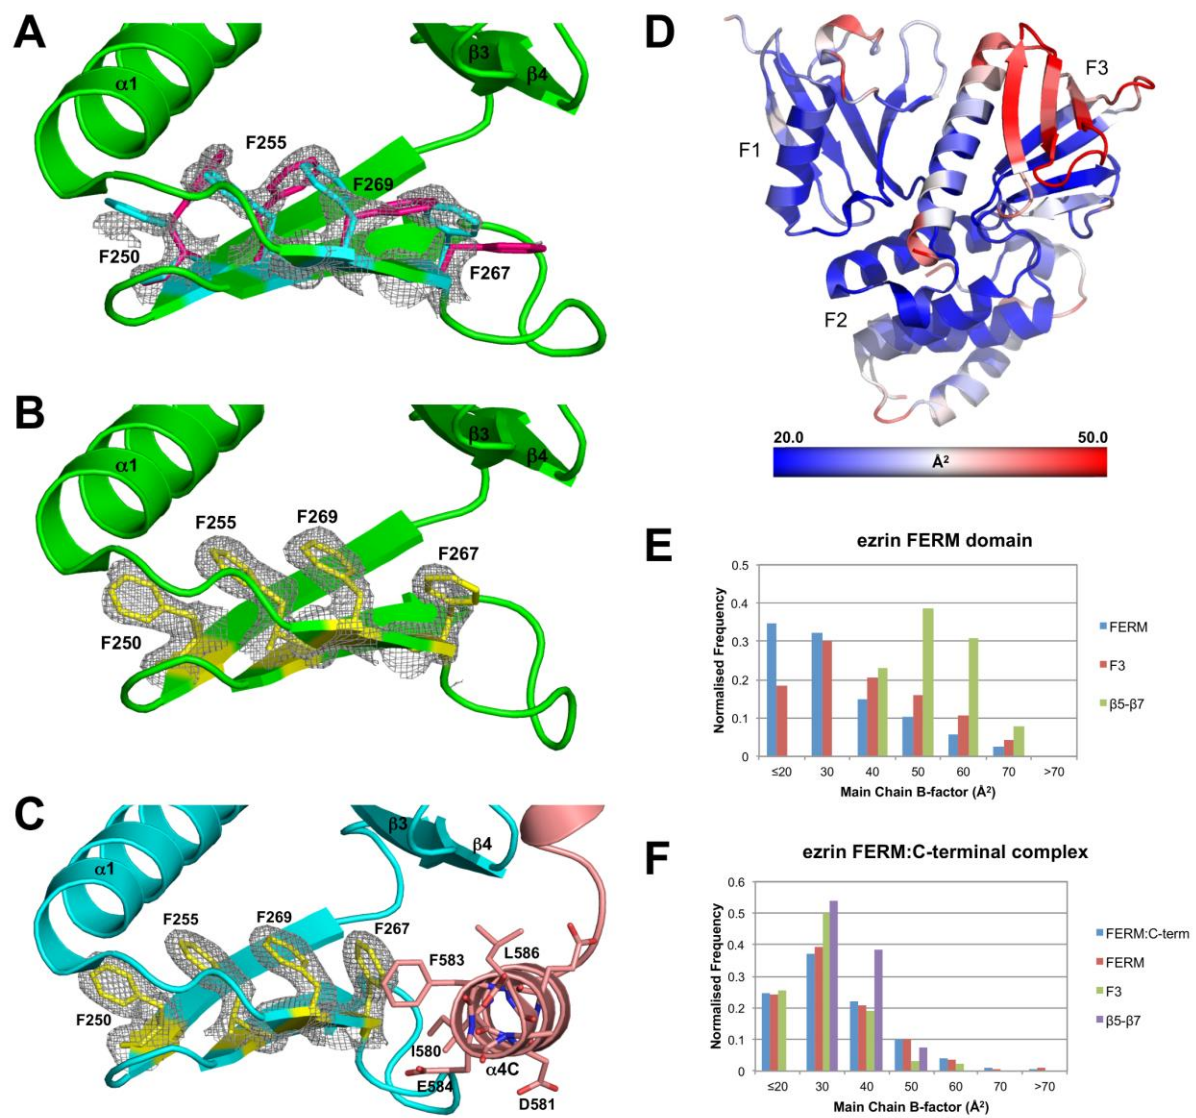 A
α1
β3
β4
F255
F269
F250
F267
B
α1
β3
β4
F255
F269
F267
F250
C
α1
β3
β4
F255
F269
F267
F250
F583
L586
I580
E584
α4C
D581
D
F1
F3
F2
20.0
50.0
Å²
E
ezrin FERM domain
Normalised Frequency
0.5
0.4
0.3
0.2
0.1
0
≤20 30 40 50 60 70 >70
Main Chain B-factor (Å²)
FERM
F3
β5-β7
F
ezrin FERM:C-terminal complex
Normalised Frequency
0.6
0.5
0.4
0.3
0.2
0.1
0
≤20 30 40 50 60 70 >70
Main Chain B-factor (Å²)
FERM:C-term
FERM
F3
β5-β7